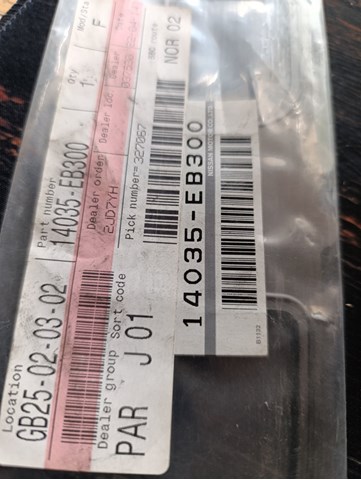 Location
GB25-02-03-02
Part number
14035-EB300
Qty
1
F
Dealer order
2JD7YH
Dealer group
Sort code
PAR J 01
Pick number= 327067
NOR 02
14035-EB300